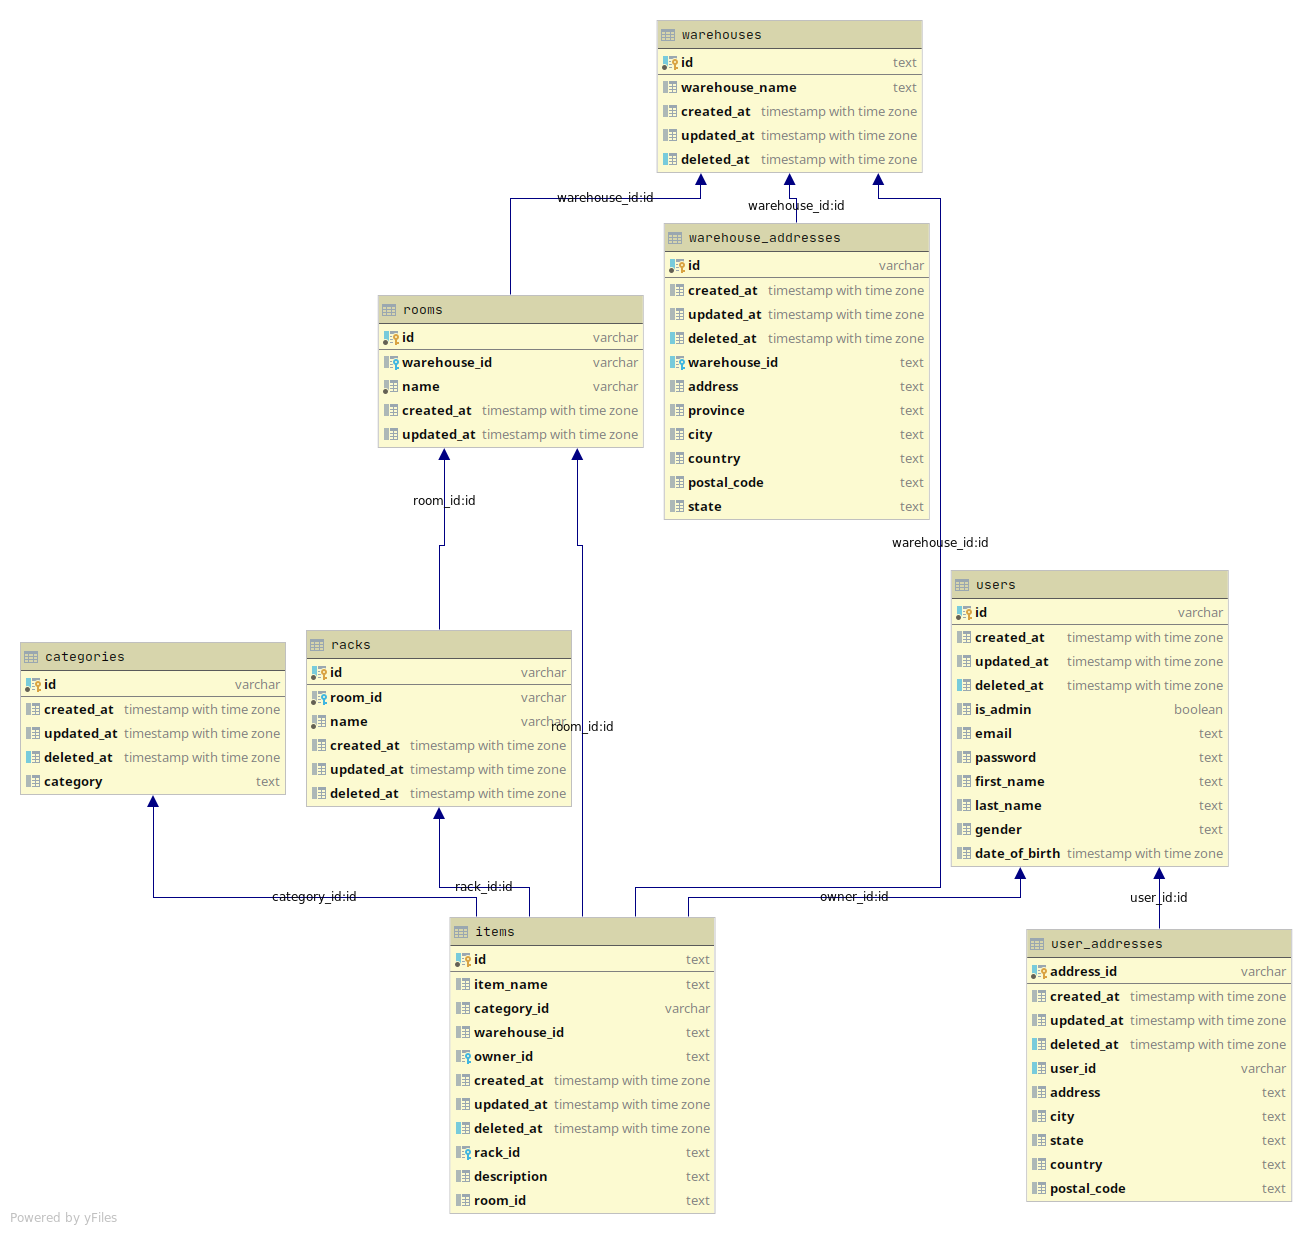 warehouses
id text
warehouse_name text
created_at timestamp with time zone
updated_at timestamp with time zone
deleted_at timestamp with time zone
warehouse_id:id
warehouse_id:id
warehouse_addresses
id varchar
created_at timestamp with time zone
updated_at timestamp with time zone
deleted_at timestamp with time zone
warehouse_id text
address text
province text
city text
country text
postal_code text
state text
rooms
id varchar
warehouse_id varchar
name varchar
created_at timestamp with time zone
updated_at timestamp with time zone
room_id:id
warehouse_id:id
users
id varchar
created_at timestamp with time zone
updated_at timestamp with time zone
deleted_at timestamp with time zone
is_admin boolean
email text
password text
first_name text
last_name text
gender text
date_of_birth timestamp with time zone
categories
id varchar
created_at timestamp with time zone
updated_at timestamp with time zone
deleted_at timestamp with time zone
category text
racks
id varchar
room_id varchar
name varchar
created_at timestamp with time zone
updated_at timestamp with time zone
deleted_at timestamp with time zone
room_id:id
category_id:id
rack_id:id
owner_id:id
user_id:id
items
id text
item_name text
category_id varchar
warehouse_id text
owner_id text
created_at timestamp with time zone
updated_at timestamp with time zone
deleted_at timestamp with time zone
rack_id text
description text
room_id text
user_addresses
address_id varchar
created_at timestamp with time zone
updated_at timestamp with time zone
deleted_at timestamp with time zone
user_id varchar
address text
city text
state text
country text
postal_code text
Powered by yFiles